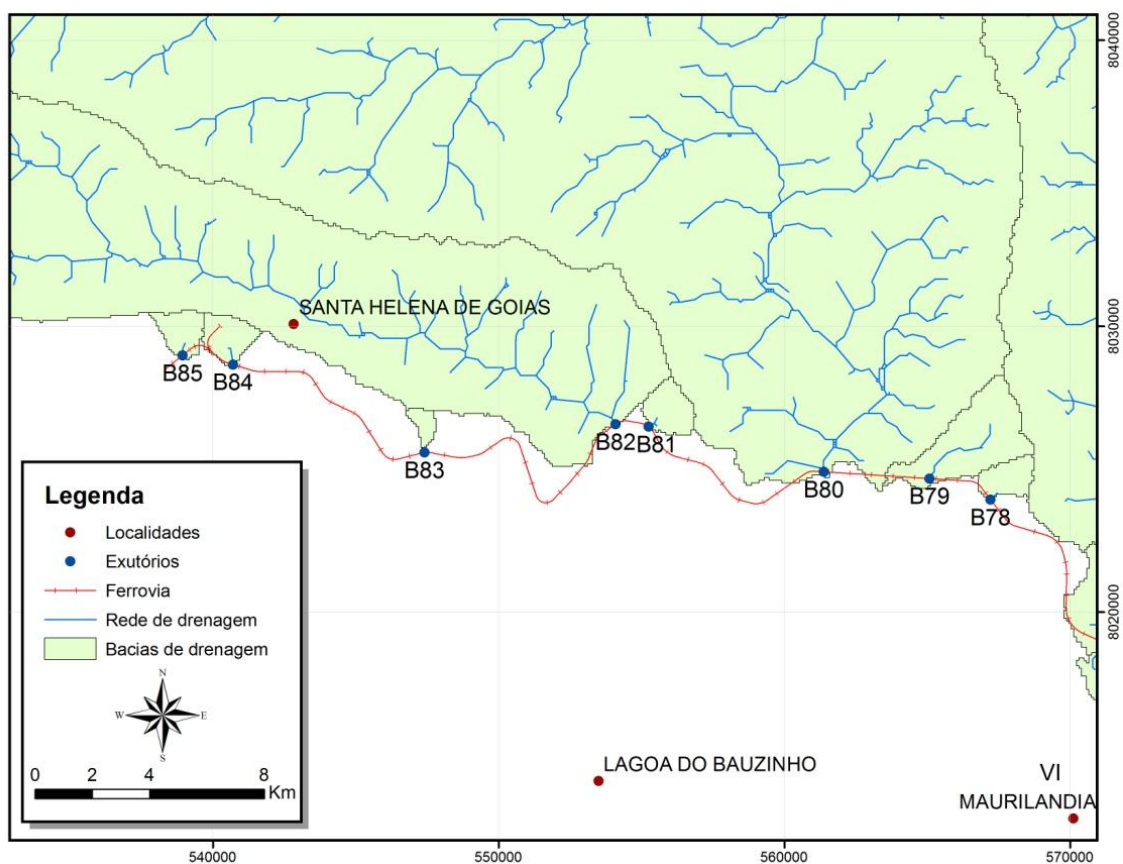 8040000
SANTA HELENA DE GOIAS
8030000
B85
B84
B83
B82
B81
B80
B79
B78
Legenda
Localidades
Exutórios
Ferrovia
Rede de drenagem
Bacias de drenagem
N
W
E
S
0 2 4 8
Km
8020000
LAGOA DO BAUZINHO
VI
MAURILANDIA
540000
550000
560000
570000